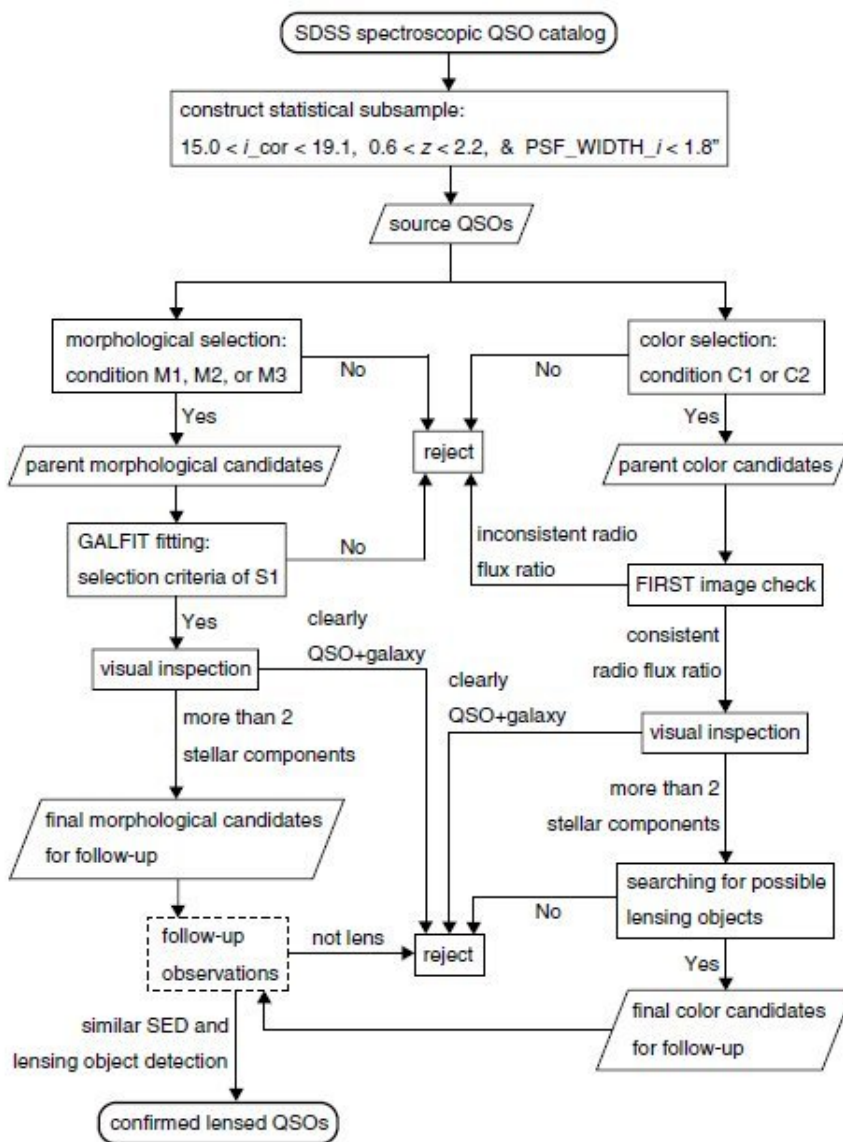 SDSS spectroscopic QSO catalog
construct statistical subsample:
15.0 < i_cor < 19.1, 0.6 < z < 2.2, & PSF_WIDTH_i < 1.8”
source QSOs
morphological selection:
condition M1, M2, or M3
No
Yes
parent morphological candidates
GALFIT fitting:
selection criteria of S1
No
Yes
visual inspection
clearly
QSO+galaxy
more than 2
stellar components
final morphological candidates
for follow-up
follow-up
observations
not lens
similar SED and
lensing object detection
confirmed lensed QSOs
reject
color selection:
condition C1 or C2
No
Yes
parent color candidates
inconsistent radio
flux ratio
FIRST image check
consistent
radio flux ratio
clearly
QSO+galaxy
visual inspection
more than 2
stellar components
searching for possible
lensing objects
No
Yes
reject
final color candidates
for follow-up